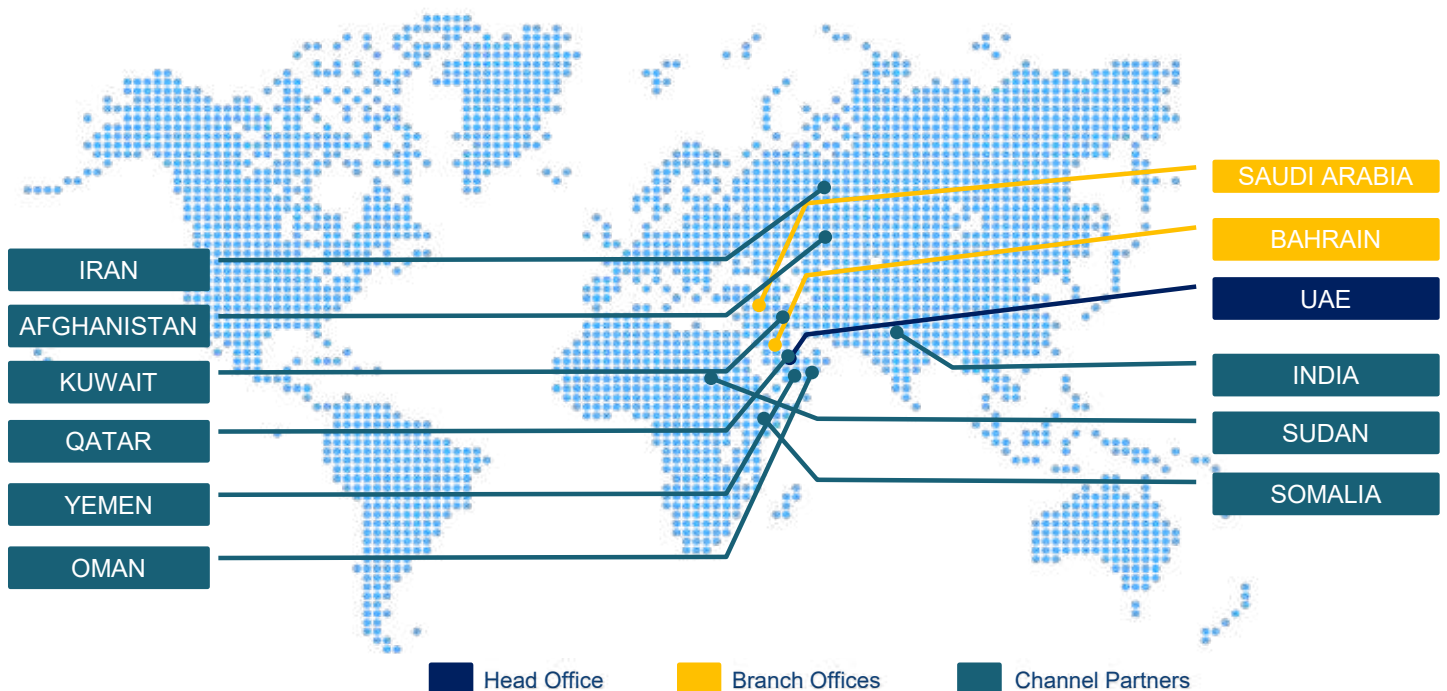 IRAN
AFGHANISTAN
KUWAIT
QATAR
YEMEN
OMAN
SAUDI ARABIA
BAHRAIN
UAE
INDIA
SUDAN
SOMALIA
Head Office
Branch Offices
Channel Partners